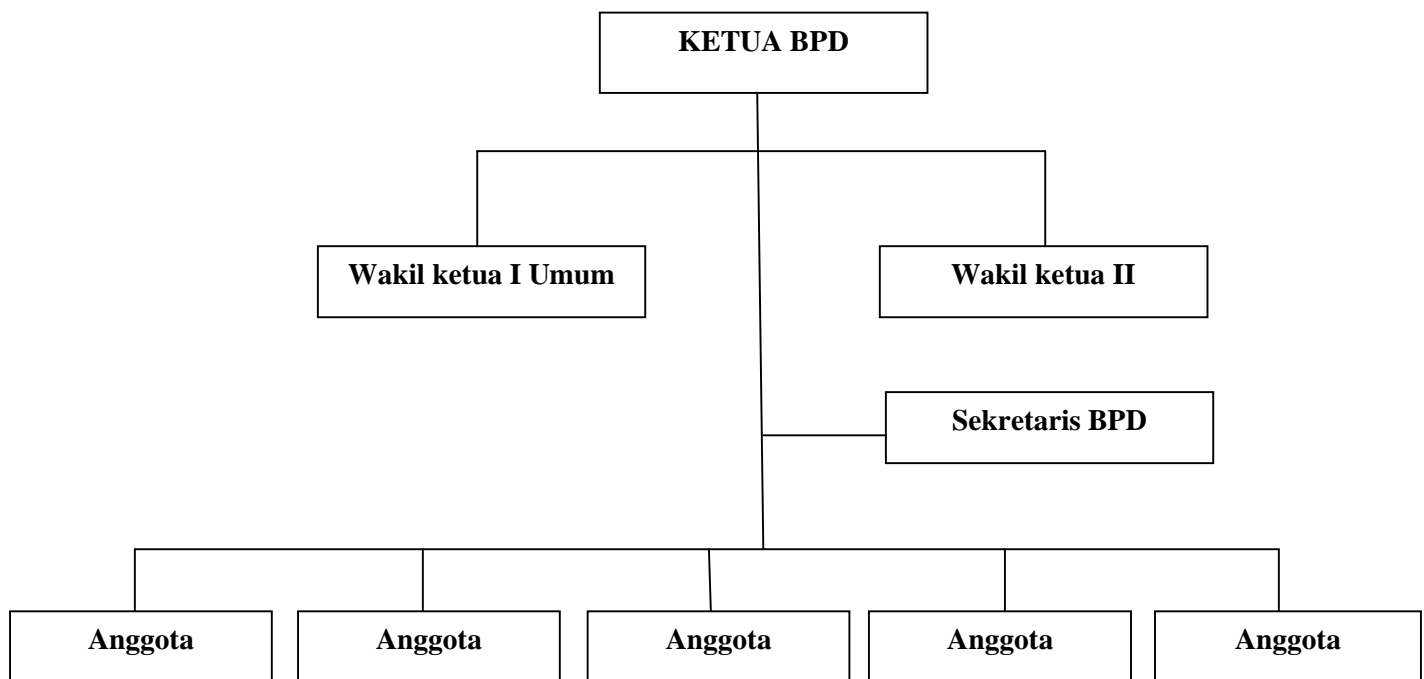 KETUA BPD
Wakil ketua I Umum
Wakil ketua II
Sekretaris BPD
Anggota
Anggota
Anggota
Anggota
Anggota